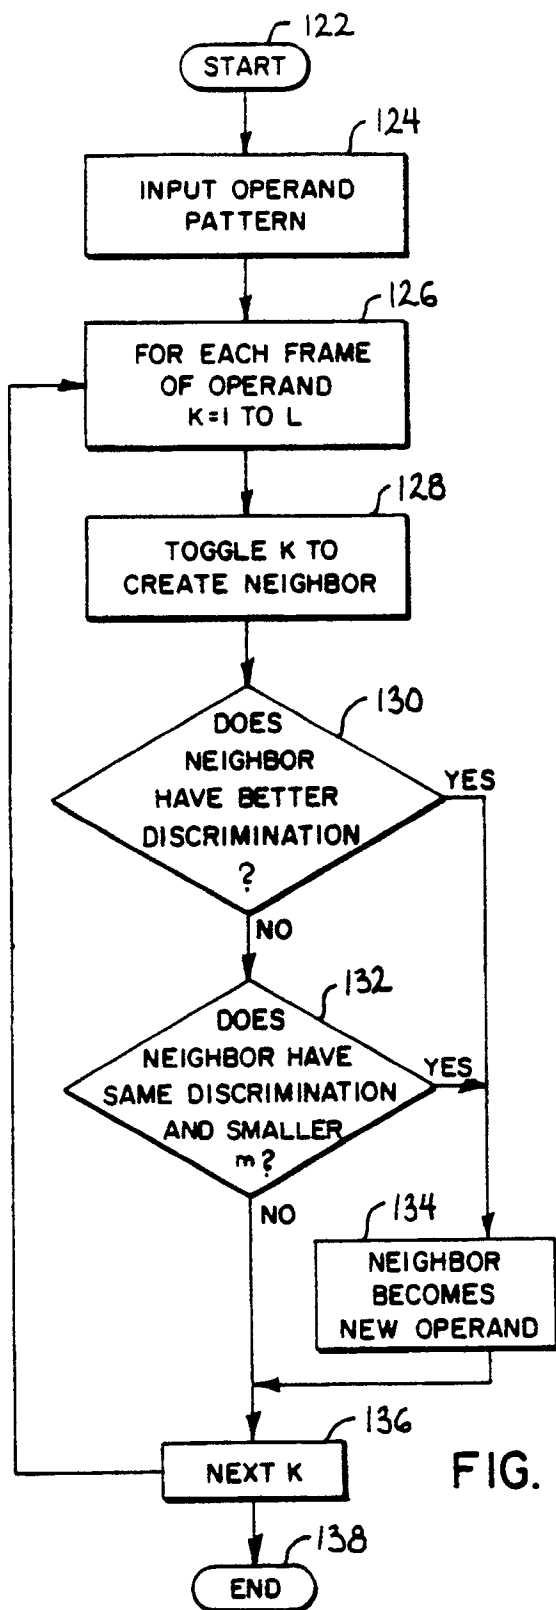 122
START
124
INPUT OPERAND
PATTERN
126
FOR EACH FRAME
OF OPERAND
K=1 TO L
128
TOGGLE K TO
CREATE NEIGHBOR
130
DOES
NEIGHBOR
HAVE BETTER
DISCRIMINATION
?
YES
NO
132
DOES
NEIGHBOR HAVE
SAME DISCRIMINATION
AND SMALLER
m?
YES
NO
134
NEIGHBOR
BECOMES
NEW OPERAND
136
NEXT K
FIG.
138
END